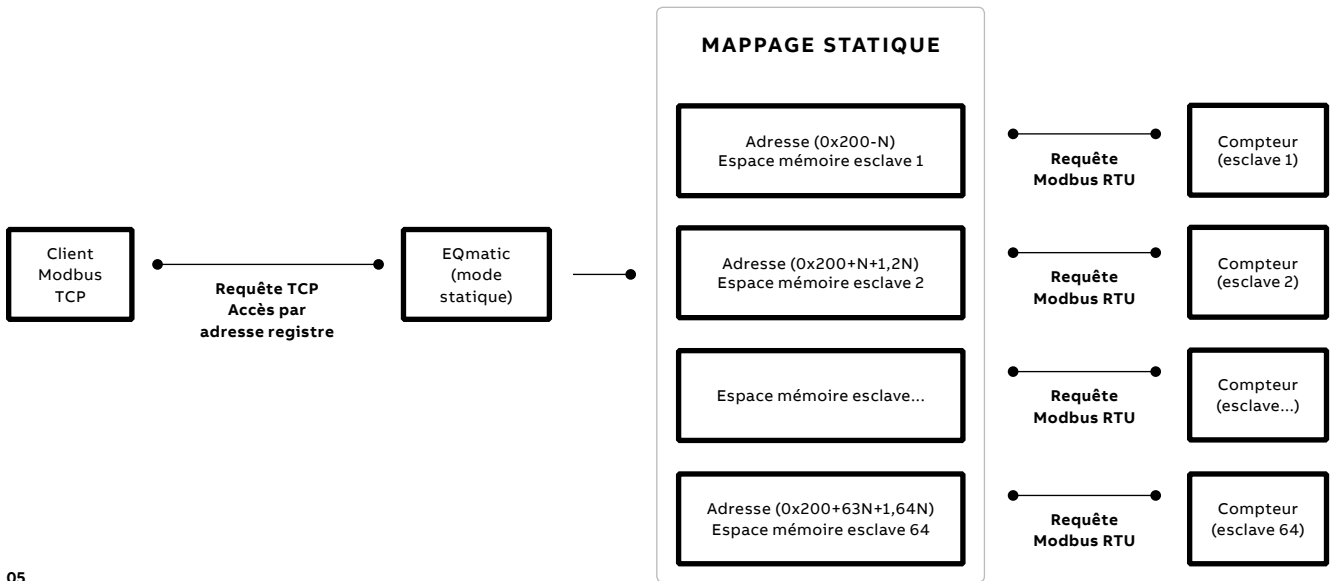 MAPPAGE STATIQUE
Client
Modbus
TCP
Requête TCP
Accès par
adresse registre
EQmatic
(mode
statique)
Adresse (0x200-N)
Espace mémoire esclave 1
Requête
Modbus RTU
Compteur
(esclave 1)
Adresse (0x200+N+1,2N)
Espace mémoire esclave 2
Requête
Modbus RTU
Compteur
(esclave 2)
Espace mémoire esclave...
Requête
Modbus RTU
Compteur
(esclave...)
Adresse (0x200+63N+1,64N)
Espace mémoire esclave 64
Requête
Modbus RTU
Compteur
(esclave 64)
05